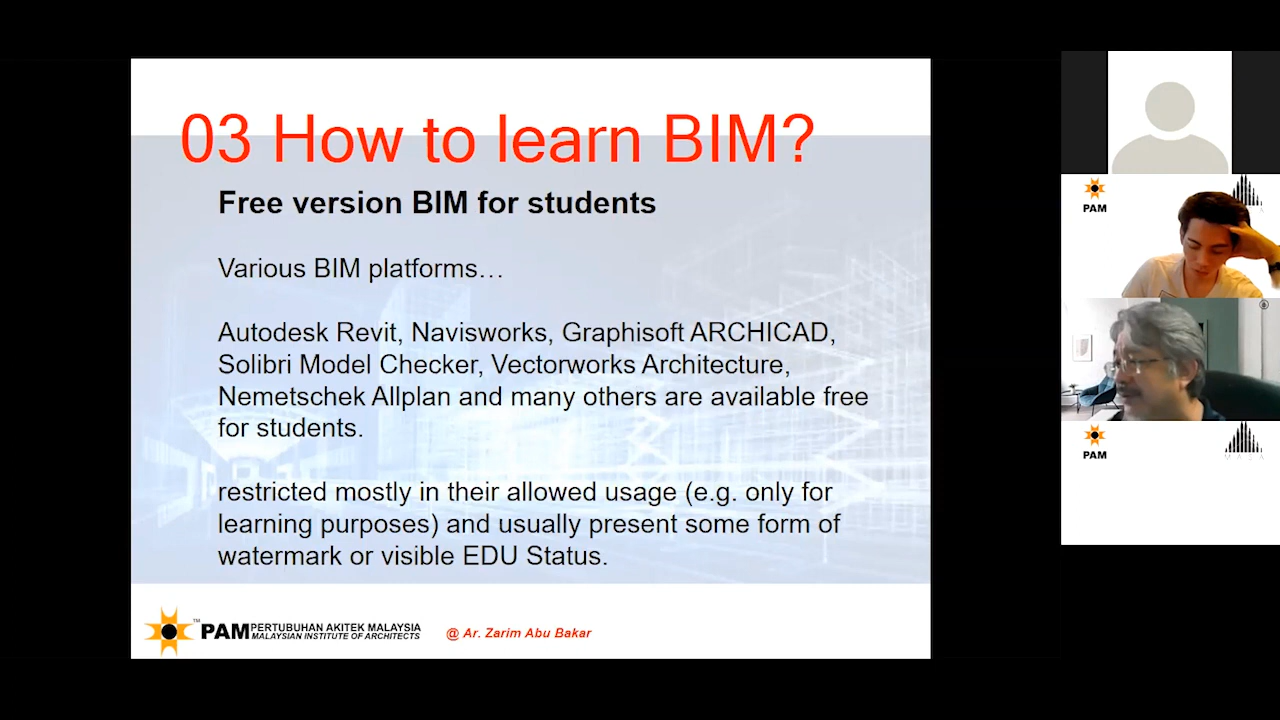 03 How to learn BIM?
Free version BIM for students
Various BIM platforms…
Autodesk Revit, Navisworks, Graphisoft ARCHICAD,
Solibri Model Checker, Vectorworks Architecture,
Nemetschek Allplan and many others are available free
for students.
restricted mostly in their allowed usage (e.g. only for
learning purposes) and usually present some form of
watermark or visible EDU Status.
PAM
PERTUBUHAN AKITEK MALAYSIA
MALAYSIAN INSTITUTE OF ARCHITECTS
™
@ Ar. Zarim Abu Bakar
PAM
PAM